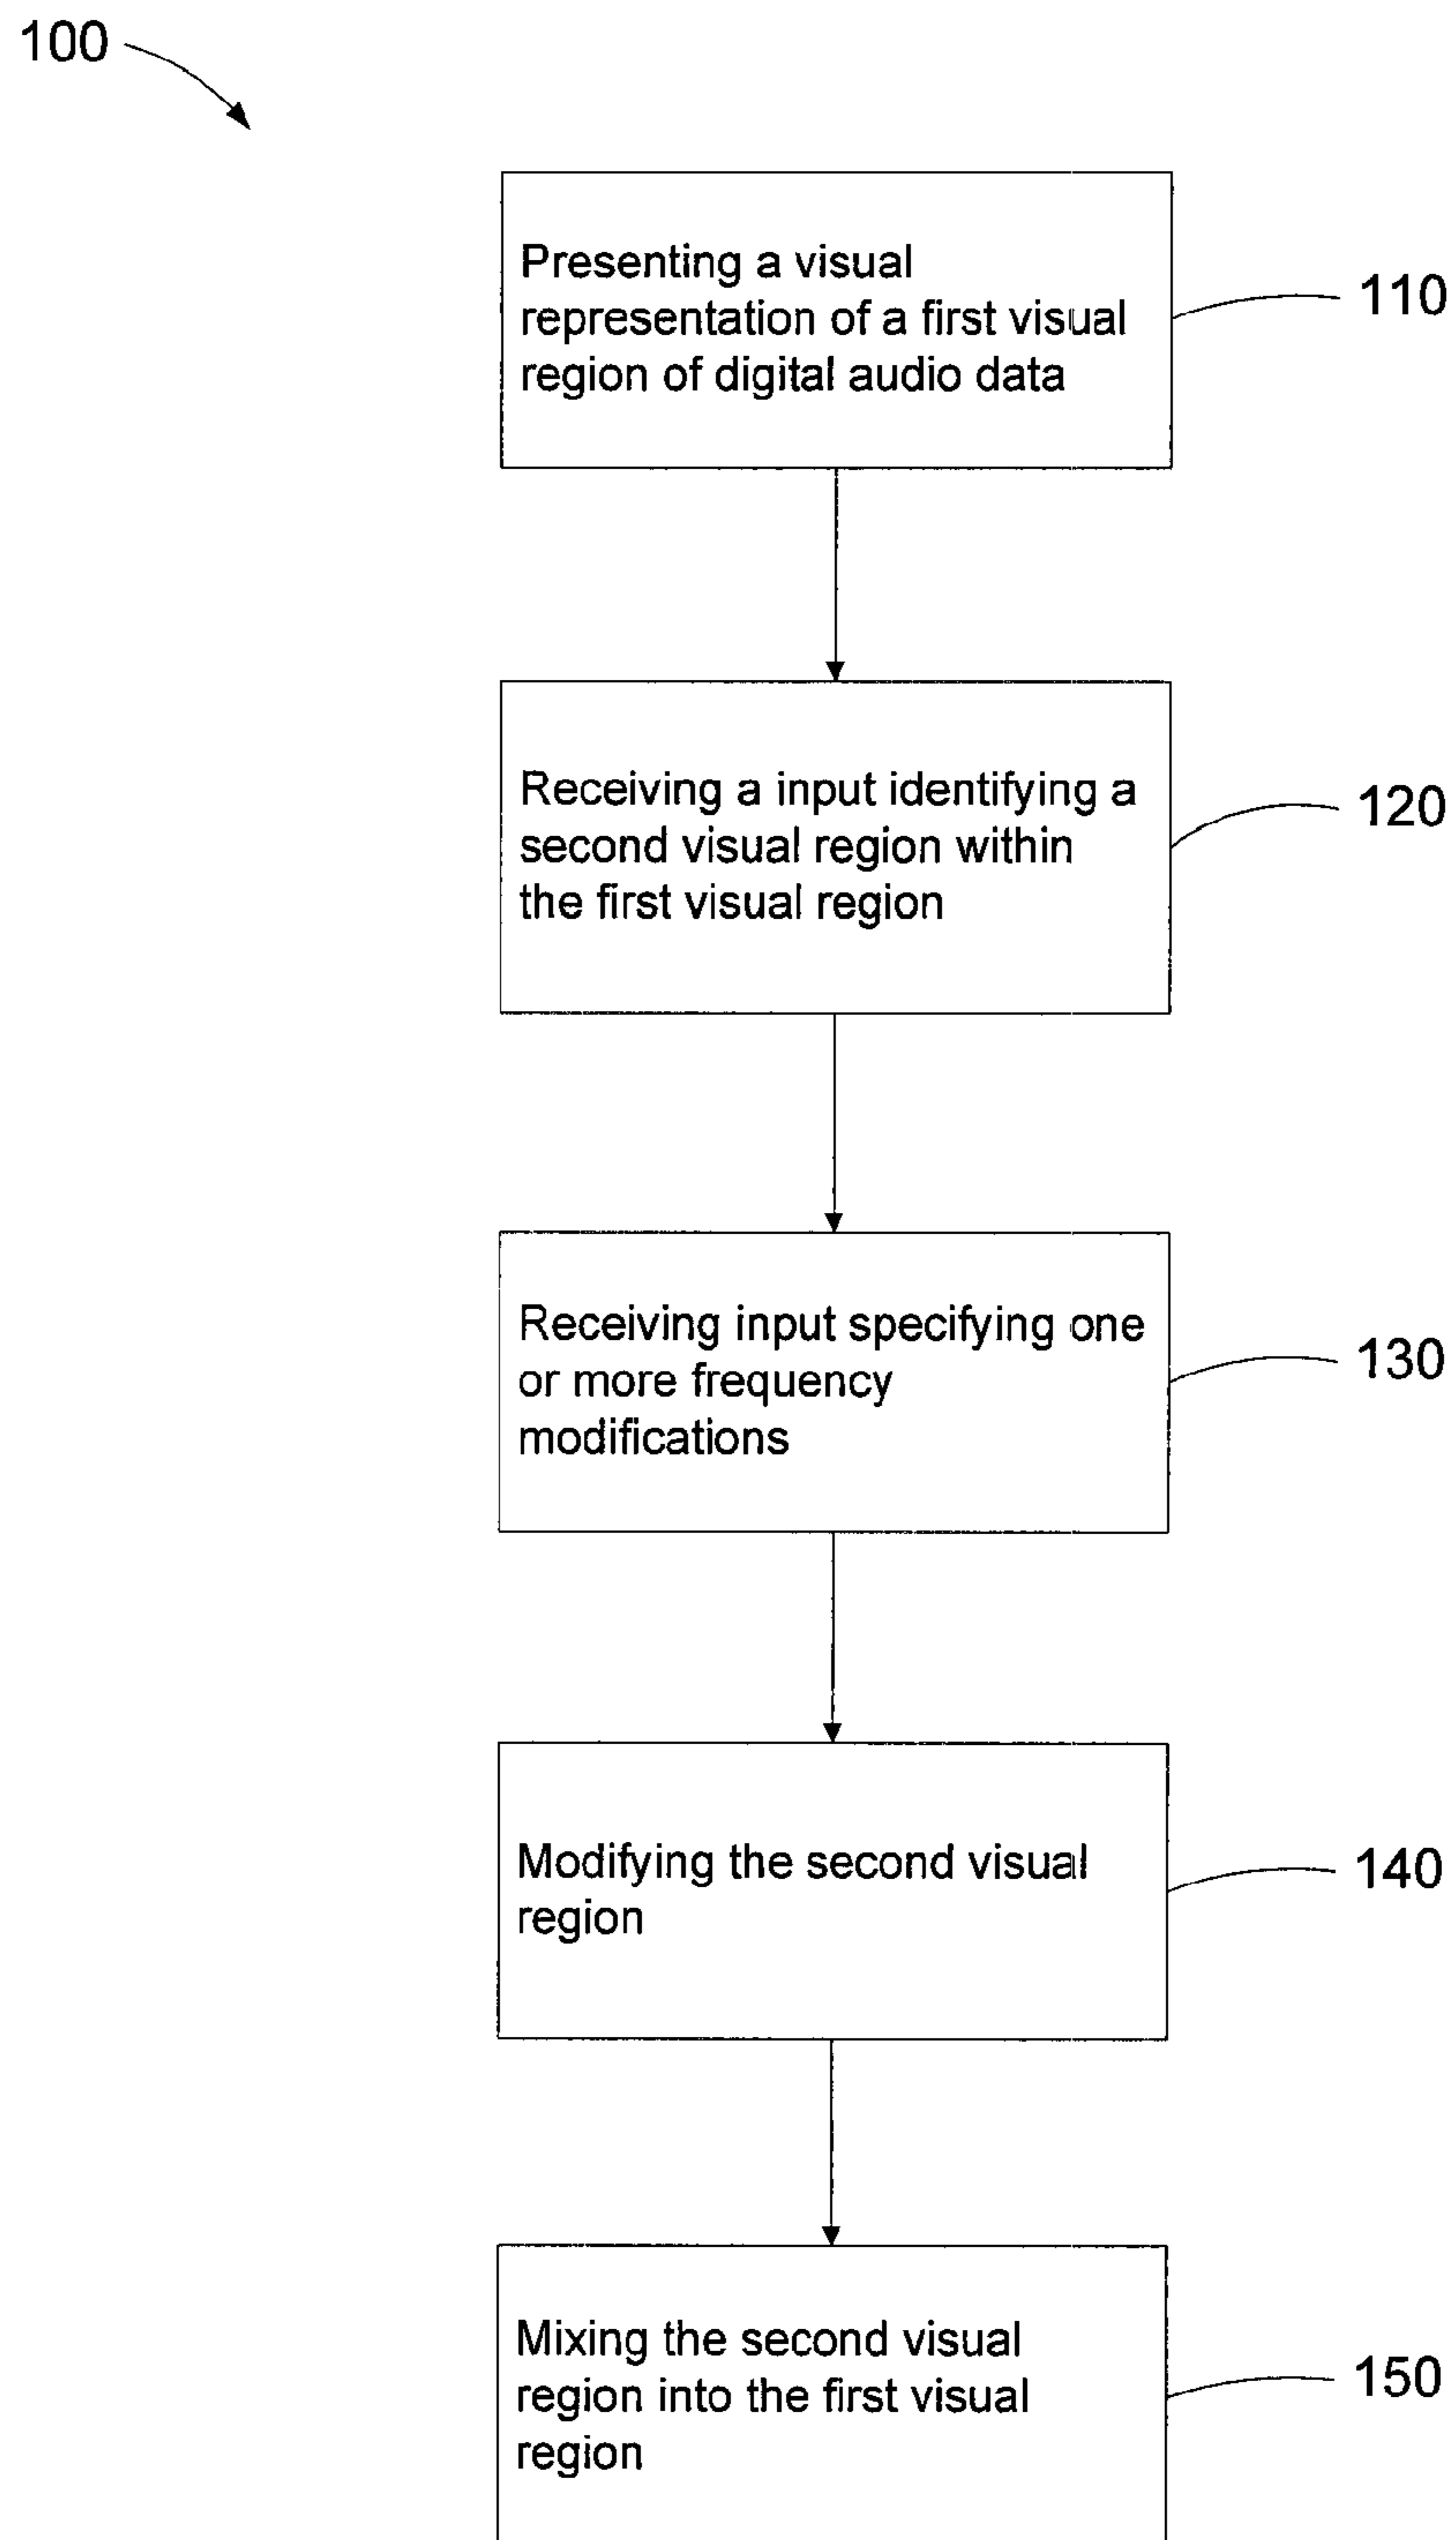 100
Presenting a visual
representation of a first visual
region of digital audio data
110
Receiving a input identifying a
second visual region within
the first visual region
120
Receiving input specifying one
or more frequency
modifications
130
Modifying the second visual
region
140
Mixing the second visual
region into the first visual
region
150